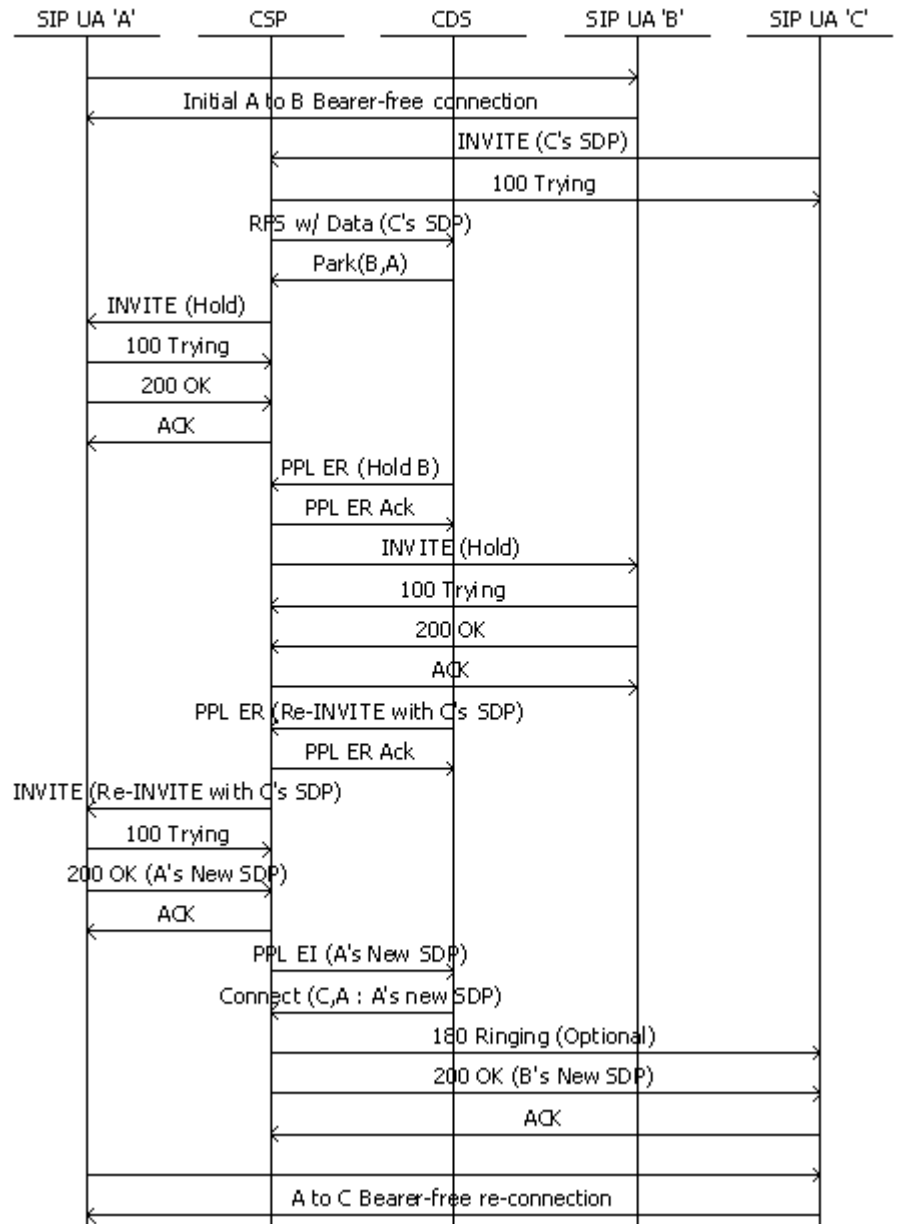 SIP UA 'A' CSP CDS SIP UA 'B' SIP UA 'C'
Initial A to B Bearer-free connection
INVITE (C's SDP)
100 Trying
RFS w/ Data (C's SDP)
Park(B,A)
INVITE (Hold)
100 Trying
200 OK
ACK
PPL ER (Hold B)
PPL ER Ack
INVITE (Hold)
100 Trying
200 OK
ACK
PPL ER (Re-INVITE with C's SDP)
PPL ER Ack
INVITE (Re-INVITE with C's SDP)
100 Trying
200 OK (A's New SDP)
ACK
PPL EI (A's New SDP)
Connect (C,A : A's new SDP)
180 Ringing (Optional)
200 OK (B's New SDP)
ACK
A to C Bearer-free re-connection